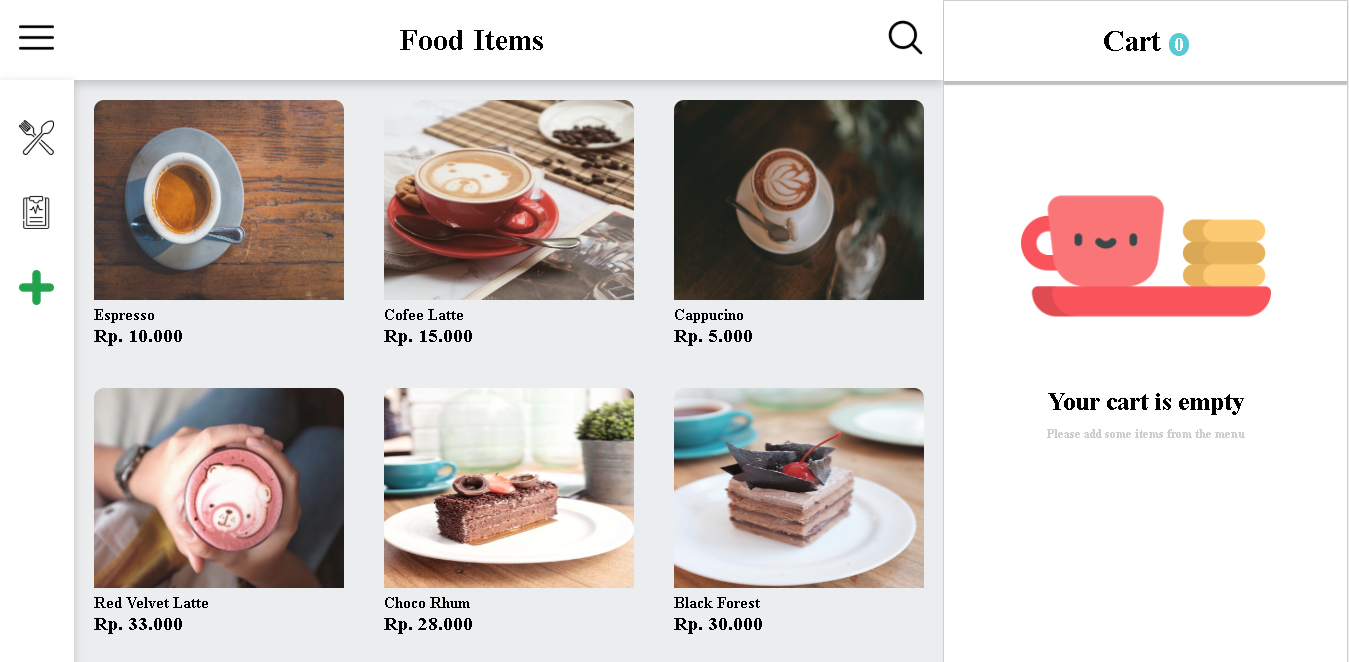 Food Items
Cart 0
Espresso
Rp. 10.000
Cofee Latte
Rp. 15.000
Cappucino
Rp. 5.000
Red Velvet Latte
Rp. 33.000
Choco Rhum
Rp. 28.000
Black Forest
Rp. 30.000
Your cart is empty
Please add some items from the menu